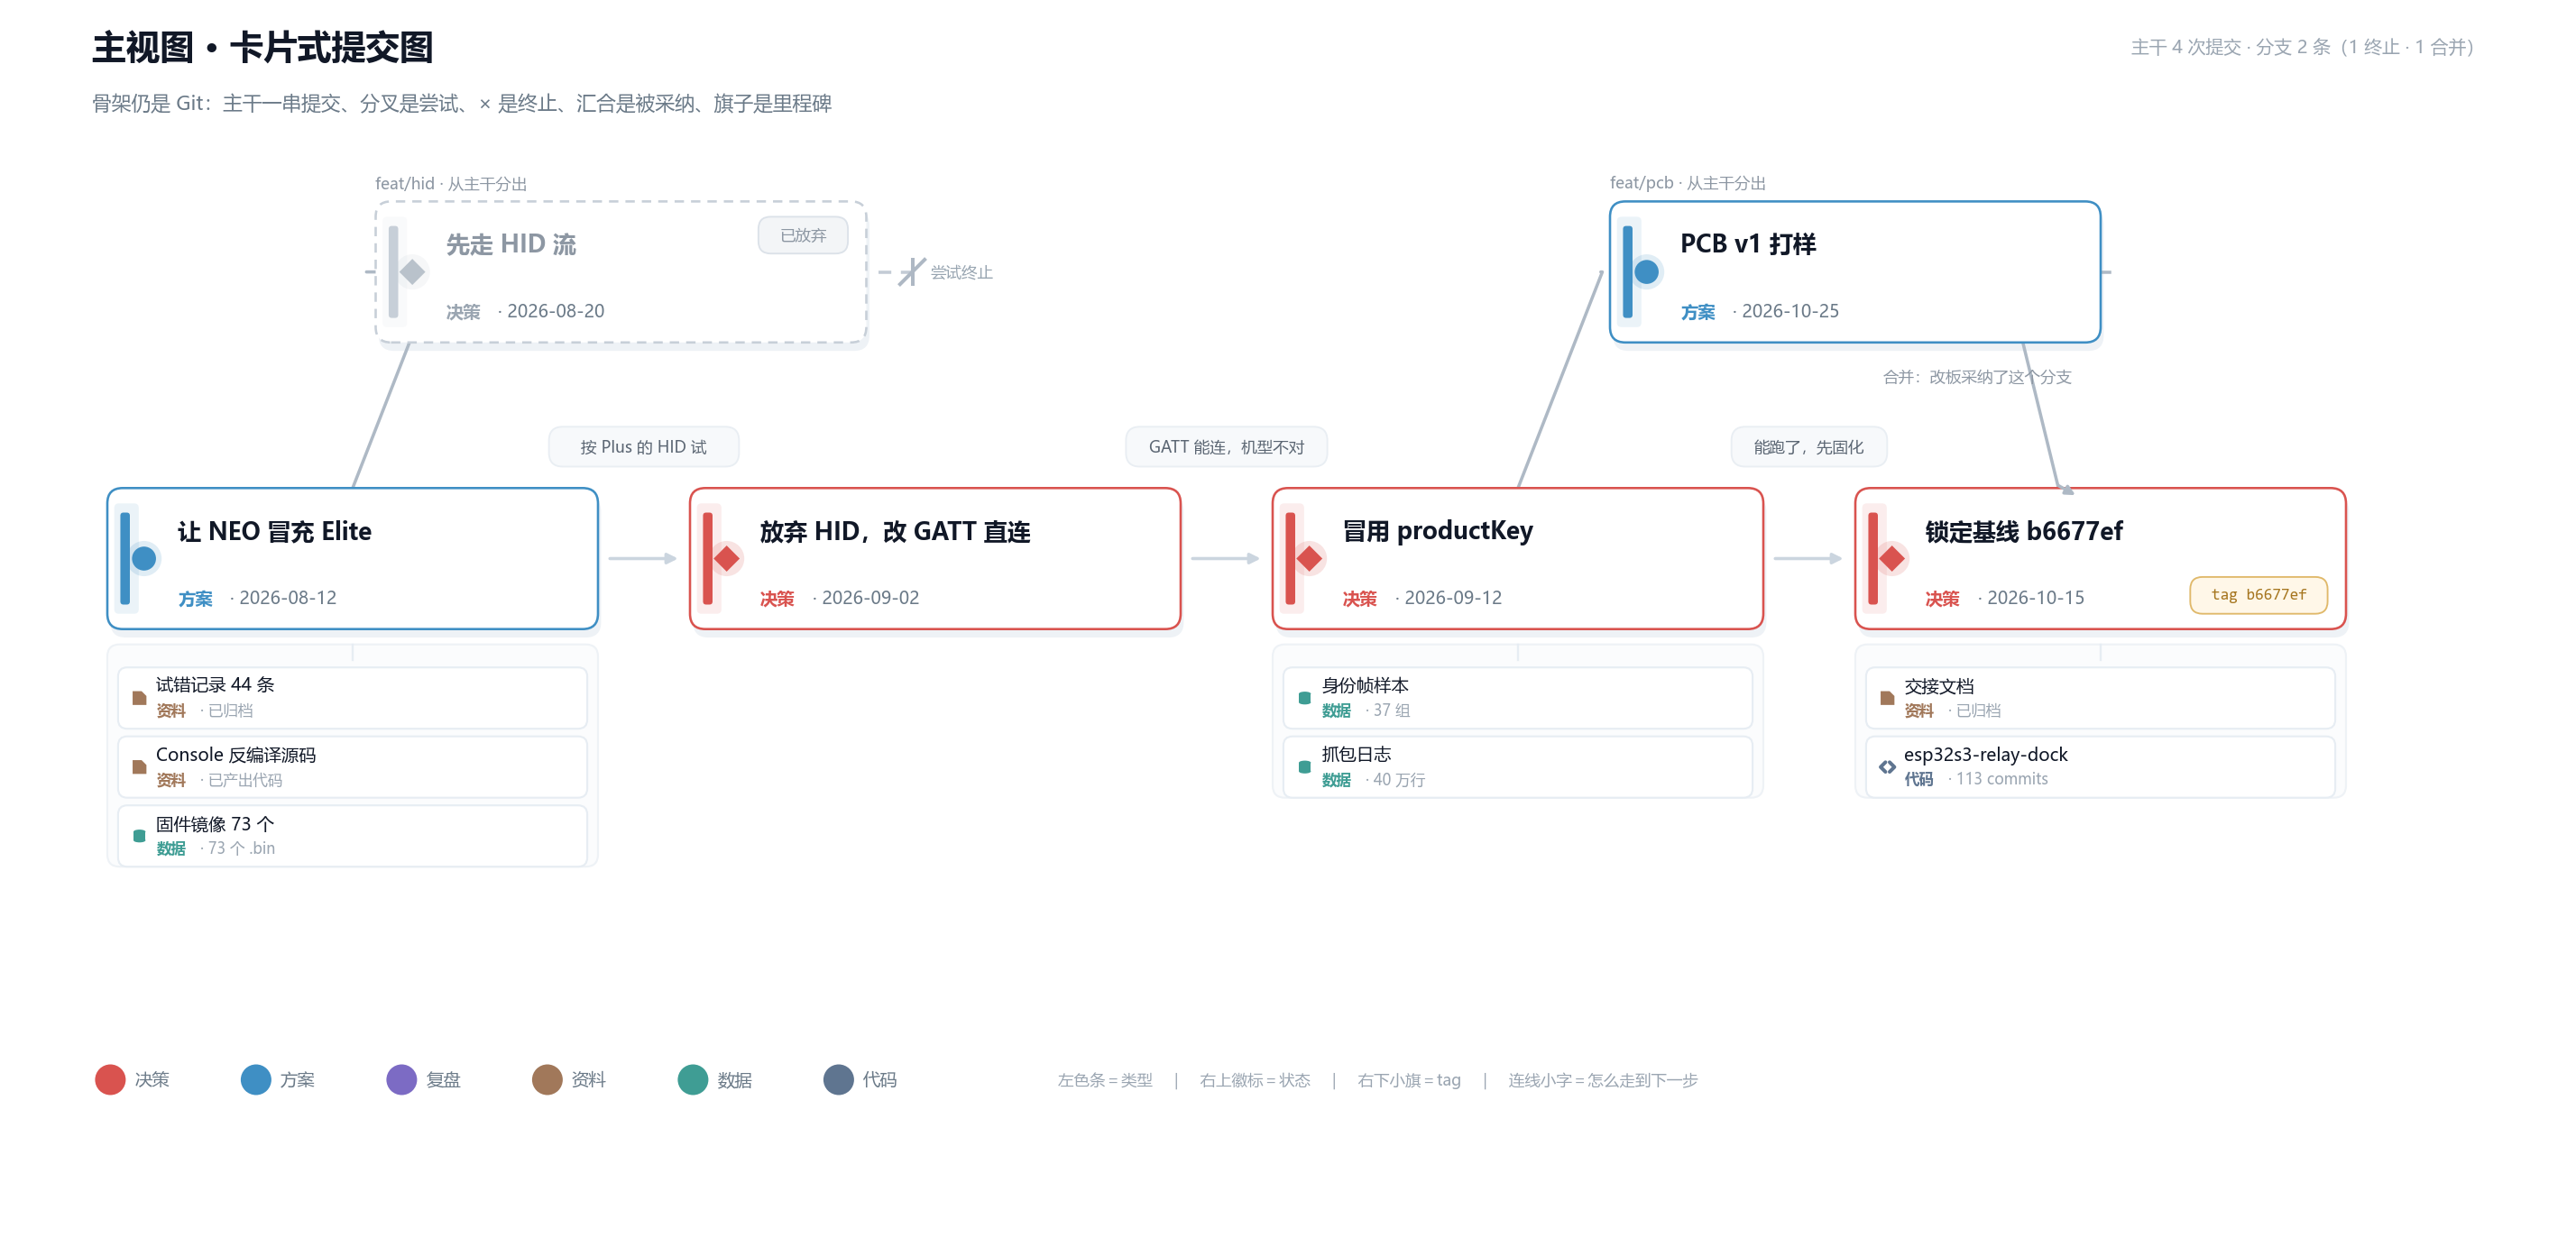 主视图 · 卡片式提交图
主干 4 次提交 · 分支 2 条（1 终止 · 1 合并）
骨架仍是 Git：主干一串提交、分叉是尝试、× 是终止、汇合是被采纳、旗子是里程碑
feat/hid · 从主干分出
先走 HID 流
已放弃
决策 · 2026-08-20
尝试终止
feat/pcb · 从主干分出
PCB v1 打样
方案 · 2026-10-25
合并：改板采纳了这个分支
按 Plus 的 HID 试
GATT 能连，机型不对
能跑了，先固化
让 NEO 冒充 Elite
方案 · 2026-08-12
放弃 HID，改 GATT 直连
决策 · 2026-09-02
冒用 productKey
决策 · 2026-09-12
锁定基线 b6677ef
决策 · 2026-10-15
tag b6677ef
试错记录 44 条
资料 · 已归档
Console 反编译源码
资料 · 已产出代码
固件镜像 73 个
数据 · 73 个 .bin
身份帧样本
数据 · 37 组
抓包日志
数据 · 40 万行
交接文档
资料 · 已归档
esp32s3-relay-dock
代码 · 113 commits
决策 方案 复盘 资料 数据 代码
左色条＝类型 | 右上徽标＝状态 | 右下小旗＝tag | 连线小字＝怎么走到下一步